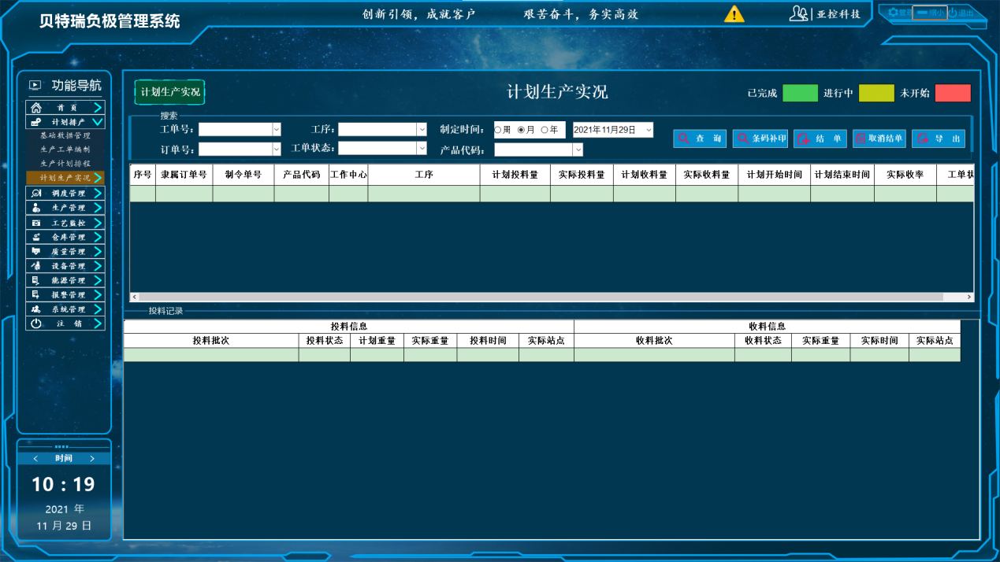 贝特瑞负极管理系统
创新引领，成就客户 艰苦奋斗，务实高效
亚控科技
管理 缩小 退出
功能导航
首 页
计划排产
基础数据管理
生产工单编制
生产计划排程
计划生产实况
调度管理
生产管理
工艺监控
仓库管理
质量管理
设备管理
能源管理
报警管理
系统管理
注 销
< 时间 >
10 : 19
2021 年
11 月 29 日
计划生产实况
计划生产实况
已完成 进行中 未开始
搜索
工单号： 工序： 制定时间： 周 月 年 2021年11月29日
订单号： 工单状态： 产品代码：
查 询 条码补印 结 单 取消结单 导 出
序号 隶属订单号 制令单号 产品代码 工作中心 工序 计划投料量 实际投料量 计划收料量 实际收料量 计划开始时间 计划结束时间 实际收率 工单状
投料记录
投料信息 收料信息
投料批次 投料状态 计划重量 实际重量 投料时间 实际站点 收料批次 收料状态 实际重量 实际时间 实际站点